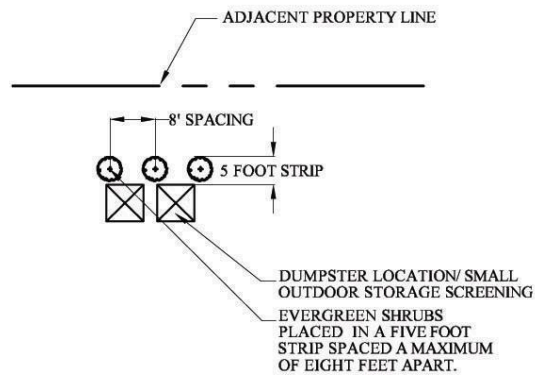 ADJACENT PROPERTY LINE
8' SPACING
5 FOOT STRIP
DUMPSTER LOCATION/ SMALL
OUTDOOR STORAGE SCREENING
EVERGREEN SHRUBS
PLACED IN A FIVE FOOT
STRIP SPACED A MAXIMUM
OF EIGHT FEET APART.